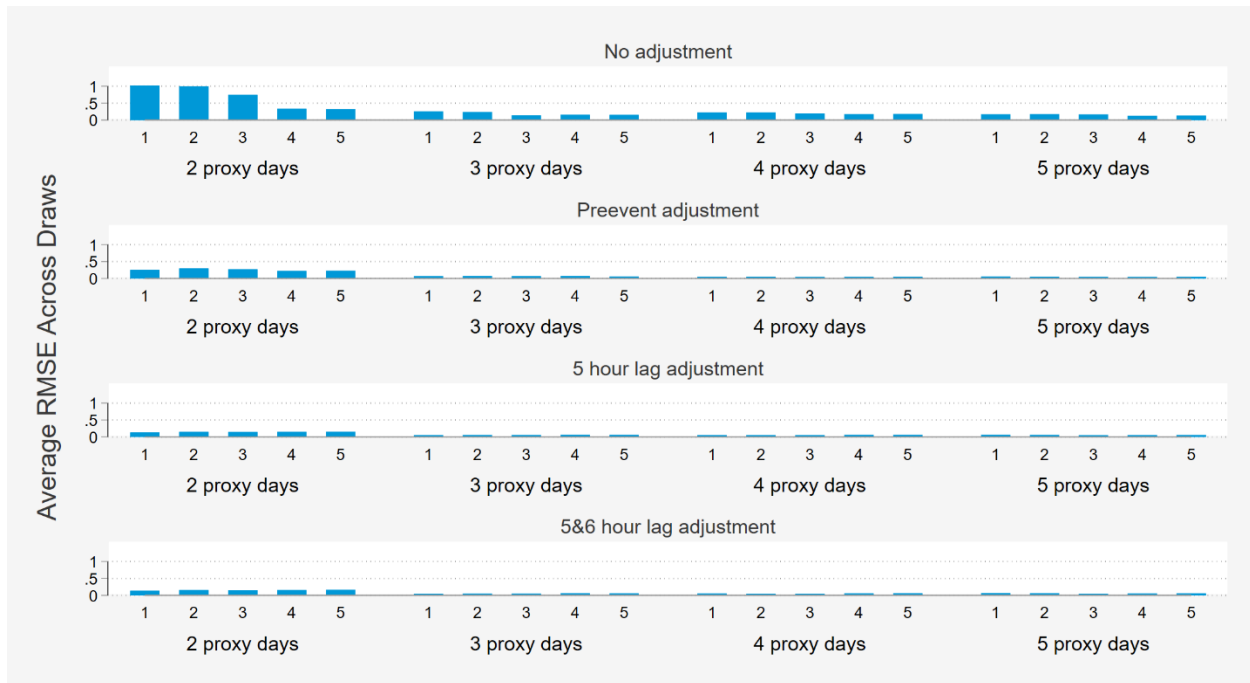 Average RMSE Across Draws
No adjustment
1
.5
0
1 2 3 4 5 1 2 3 4 5 1 2 3 4 5 1 2 3 4 5
2 proxy days 3 proxy days 4 proxy days 5 proxy days
Preevent adjustment
1
.5
0
1 2 3 4 5 1 2 3 4 5 1 2 3 4 5 1 2 3 4 5
2 proxy days 3 proxy days 4 proxy days 5 proxy days
5 hour lag adjustment
1
.5
0
1 2 3 4 5 1 2 3 4 5 1 2 3 4 5 1 2 3 4 5
2 proxy days 3 proxy days 4 proxy days 5 proxy days
5&6 hour lag adjustment
1
.5
0
1 2 3 4 5 1 2 3 4 5 1 2 3 4 5 1 2 3 4 5
2 proxy days 3 proxy days 4 proxy days 5 proxy days